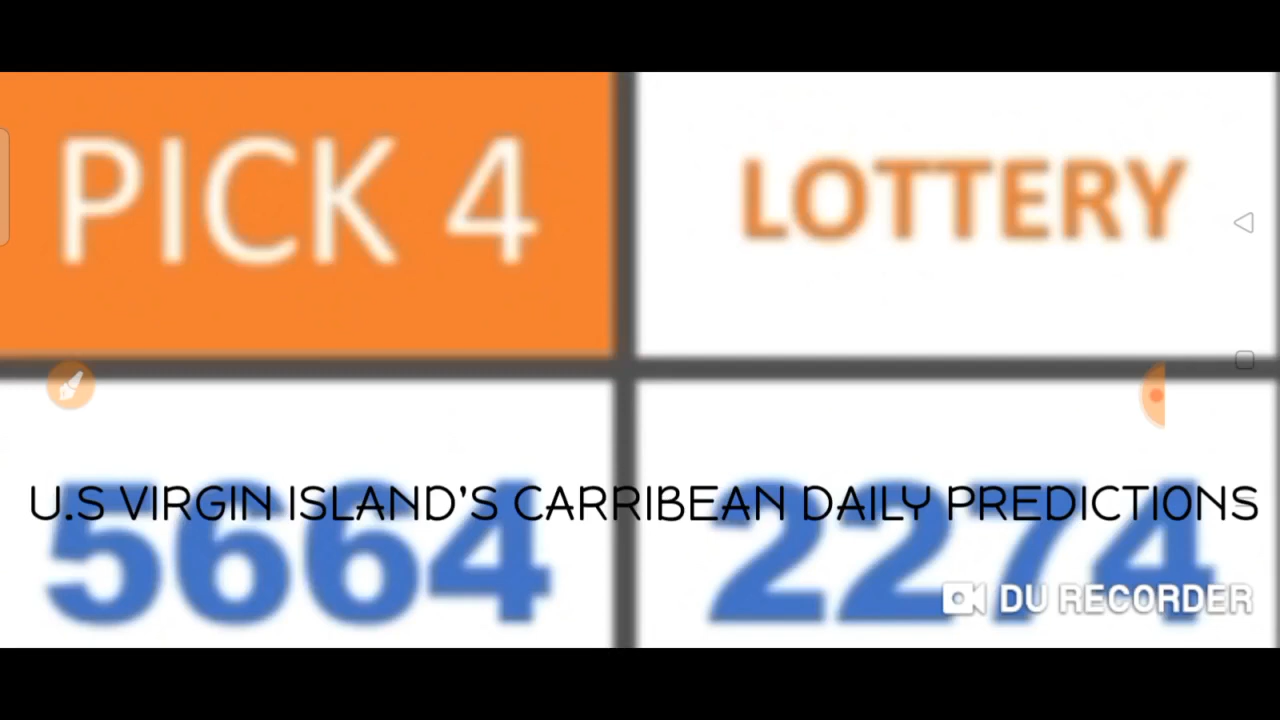 PICK 4 LOTTERY
U.S VIRGIN ISLAND'S CARRIBEAN DAILY PREDICTIONS
5664 2274
DU RECORDER